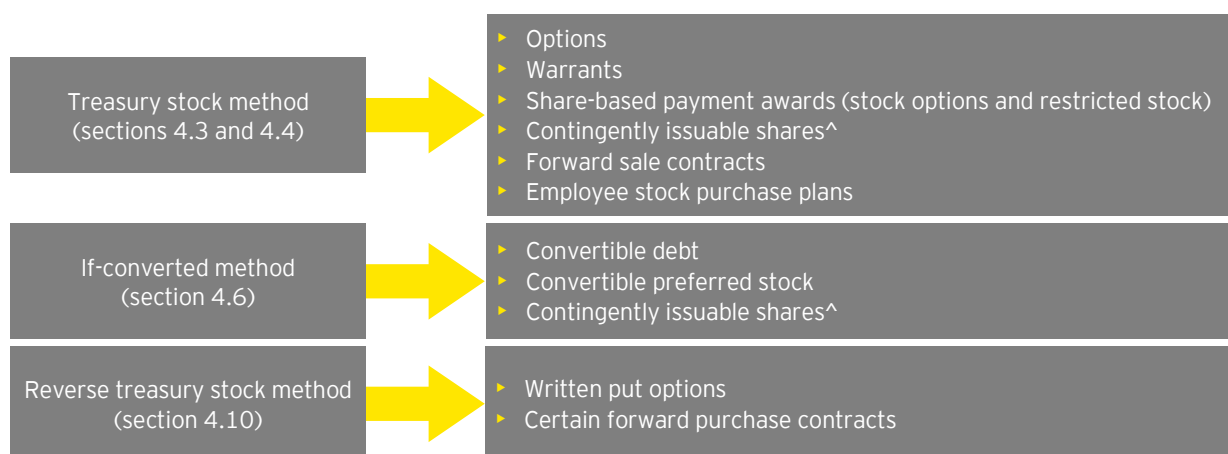 Treasury stock method
(sections 4.3 and 4.4)
▸ Options
▸ Warrants
▸ Share-based payment awards (stock options and restricted stock)
▸ Contingently issuable shares^
▸ Forward sale contracts
▸ Employee stock purchase plans
If-converted method
(section 4.6)
▸ Convertible debt
▸ Convertible preferred stock
▸ Contingently issuable shares^
Reverse treasury stock method
(section 4.10)
▸ Written put options
▸ Certain forward purchase contracts